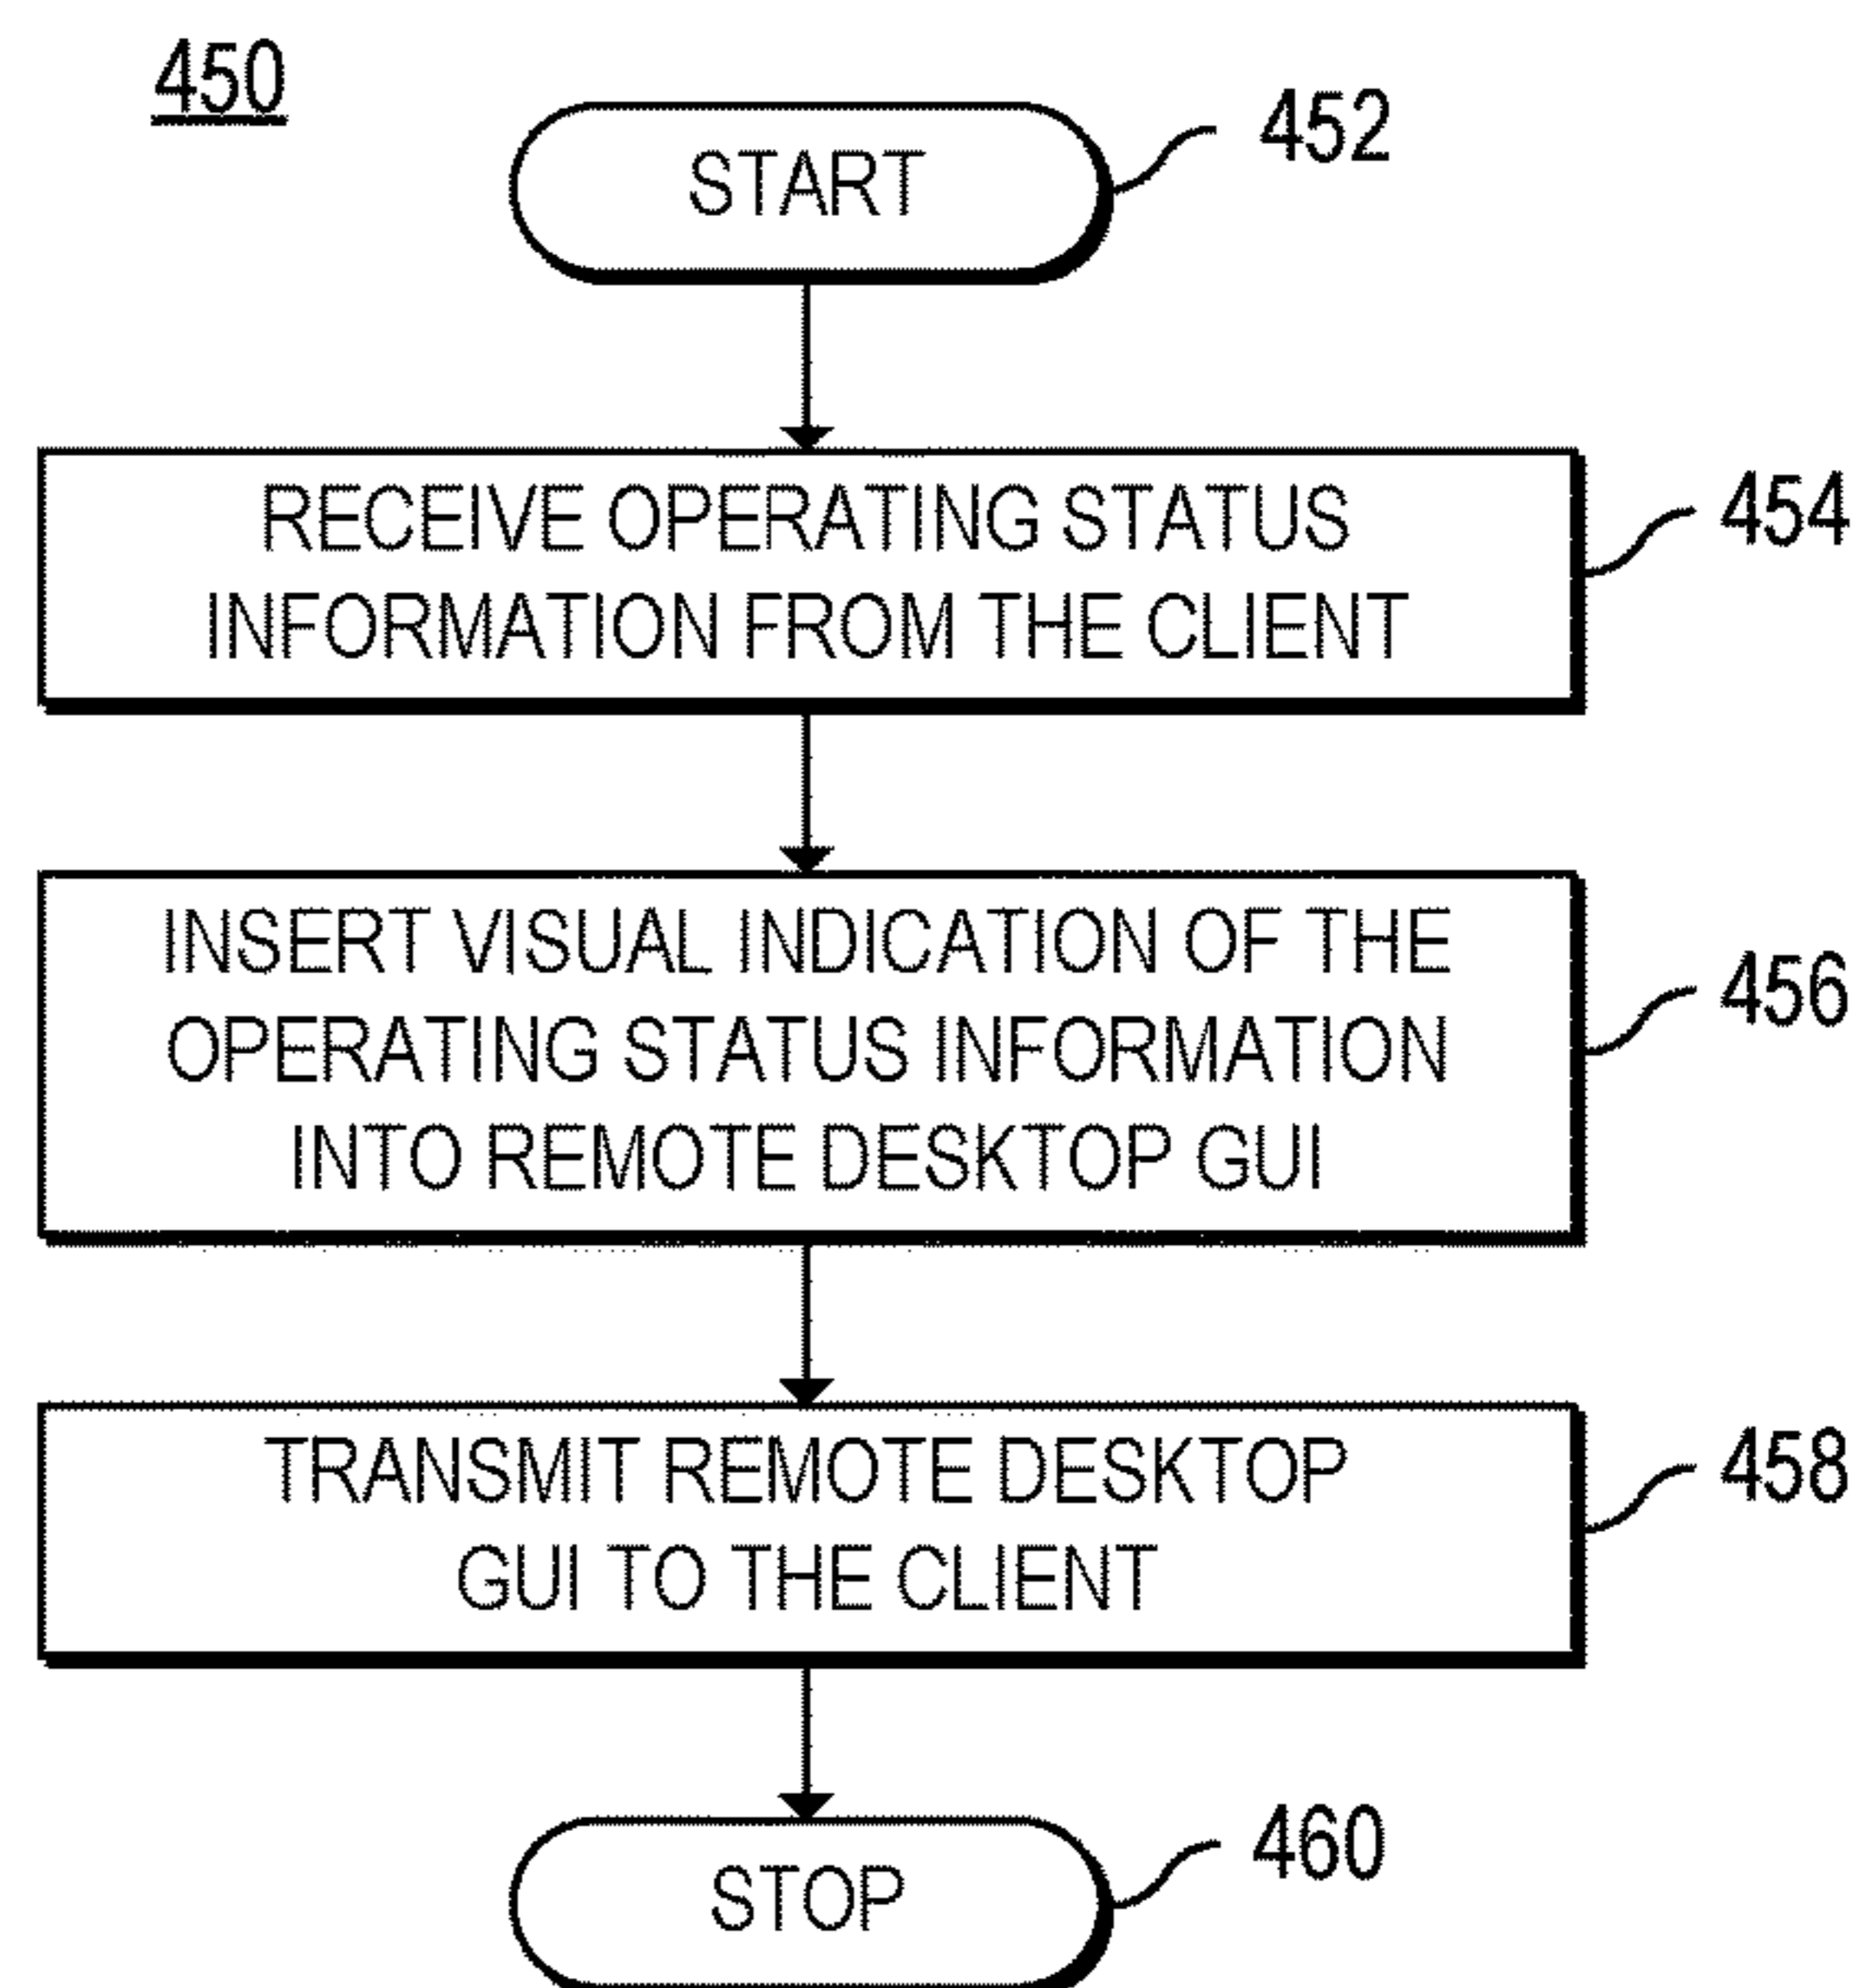 450
START
452
RECEIVE OPERATING STATUS
INFORMATION FROM THE CLIENT
454
INSERT VISUAL INDICATION OF THE
OPERATING STATUS INFORMATION
INTO REMOTE DESKTOP GUI
456
TRANSMIT REMOTE DESKTOP
GUI TO THE CLIENT
458
STOP
460